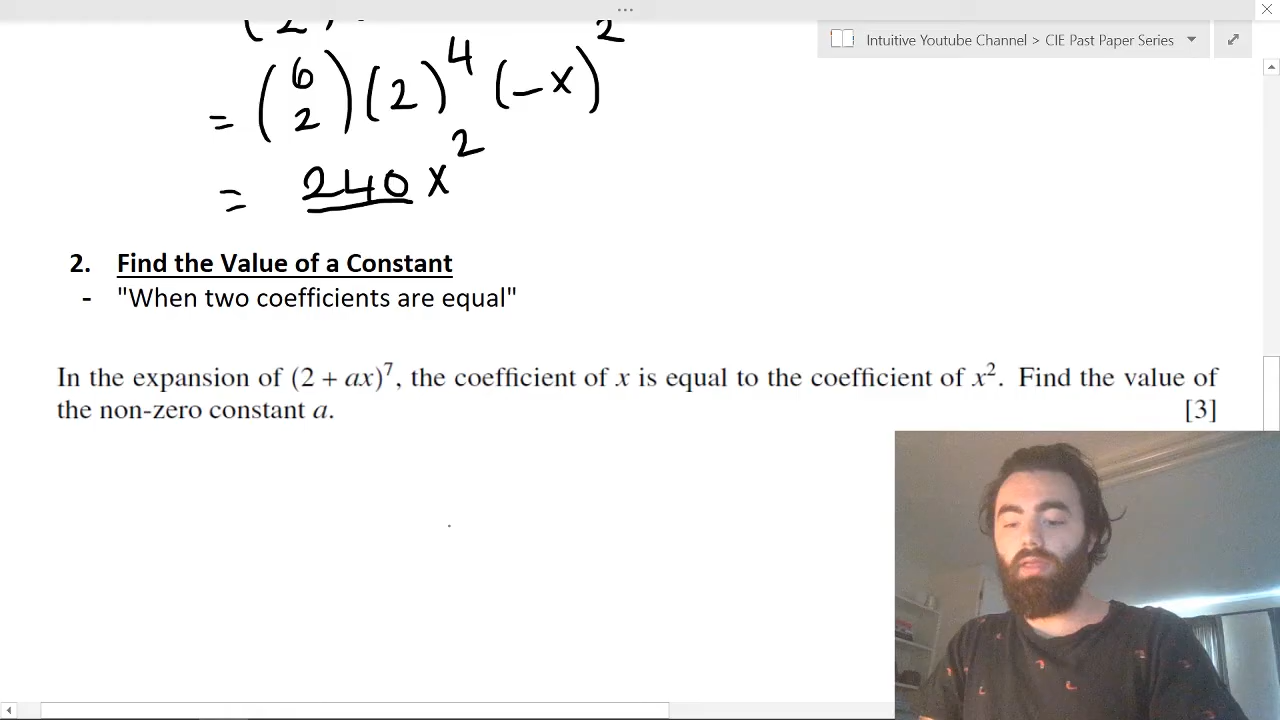 Intuitive Youtube Channel > CIE Past Paper Series
= (6 2) (2)^4 (-x)^2
= 240 x^2
2. Find the Value of a Constant
- "When two coefficients are equal"
In the expansion of (2 + ax)^7, the coefficient of x is equal to the coefficient of x^2. Find the value of
the non-zero constant a. [3]